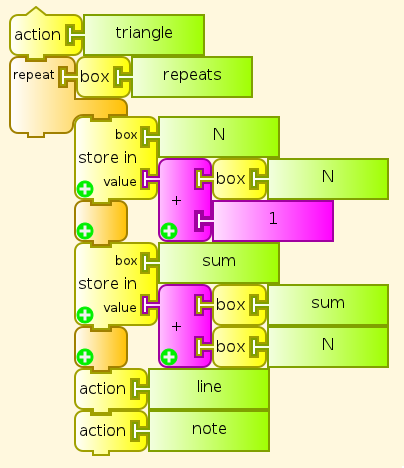 action triangle
repeat box repeats
box N
store in
value + box N
1
box sum
store in
value + box sum
box N
action line
action note